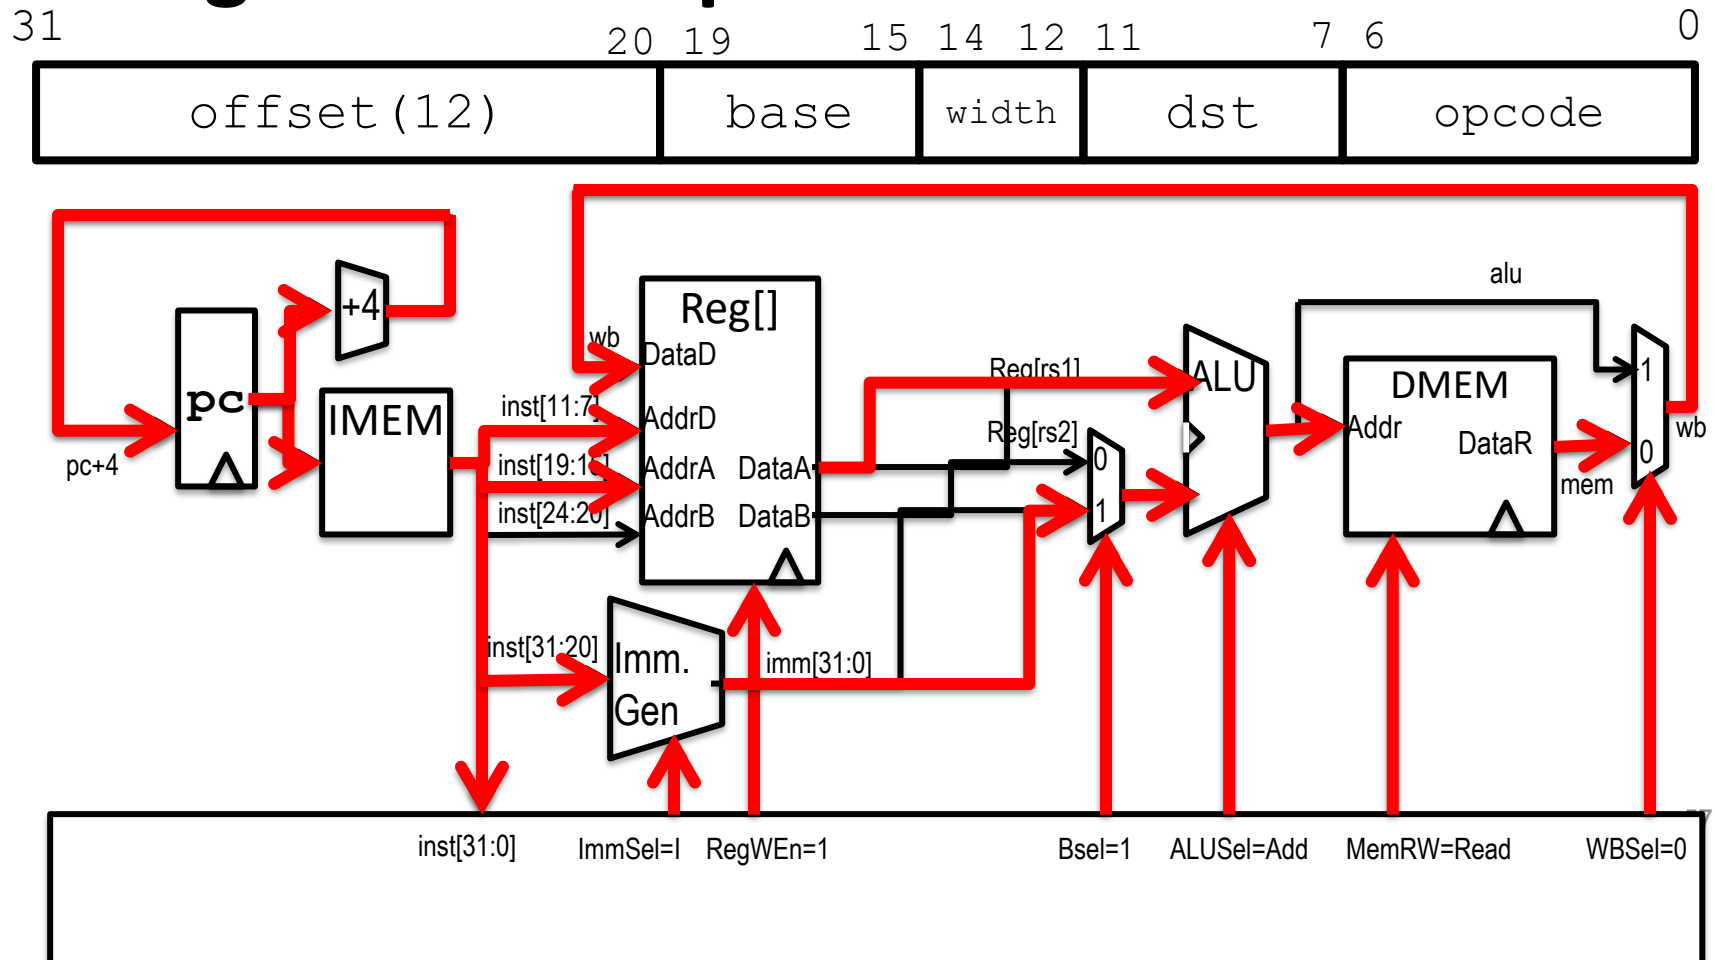 31 20 19 15 14 12 11 7 6 0
offset(12) base width dst opcode
alu
+4
Reg[]
wb
DataD
pc
IMEM
pc+4
inst[11:7]
AddrD
inst[19:15]
AddrA DataA
inst[24:20]
AddrB DataB
Reg[rs1]
Reg[rs2]
0
1
ALU
DMEM
Addr
DataR
mem
1
0
wb
inst[31:20]
Imm.
Gen
imm[31:0]
inst[31:0] ImmSel=I RegWEn=1 Bsel=1 ALUSel=Add MemRW=Read WBSel=0